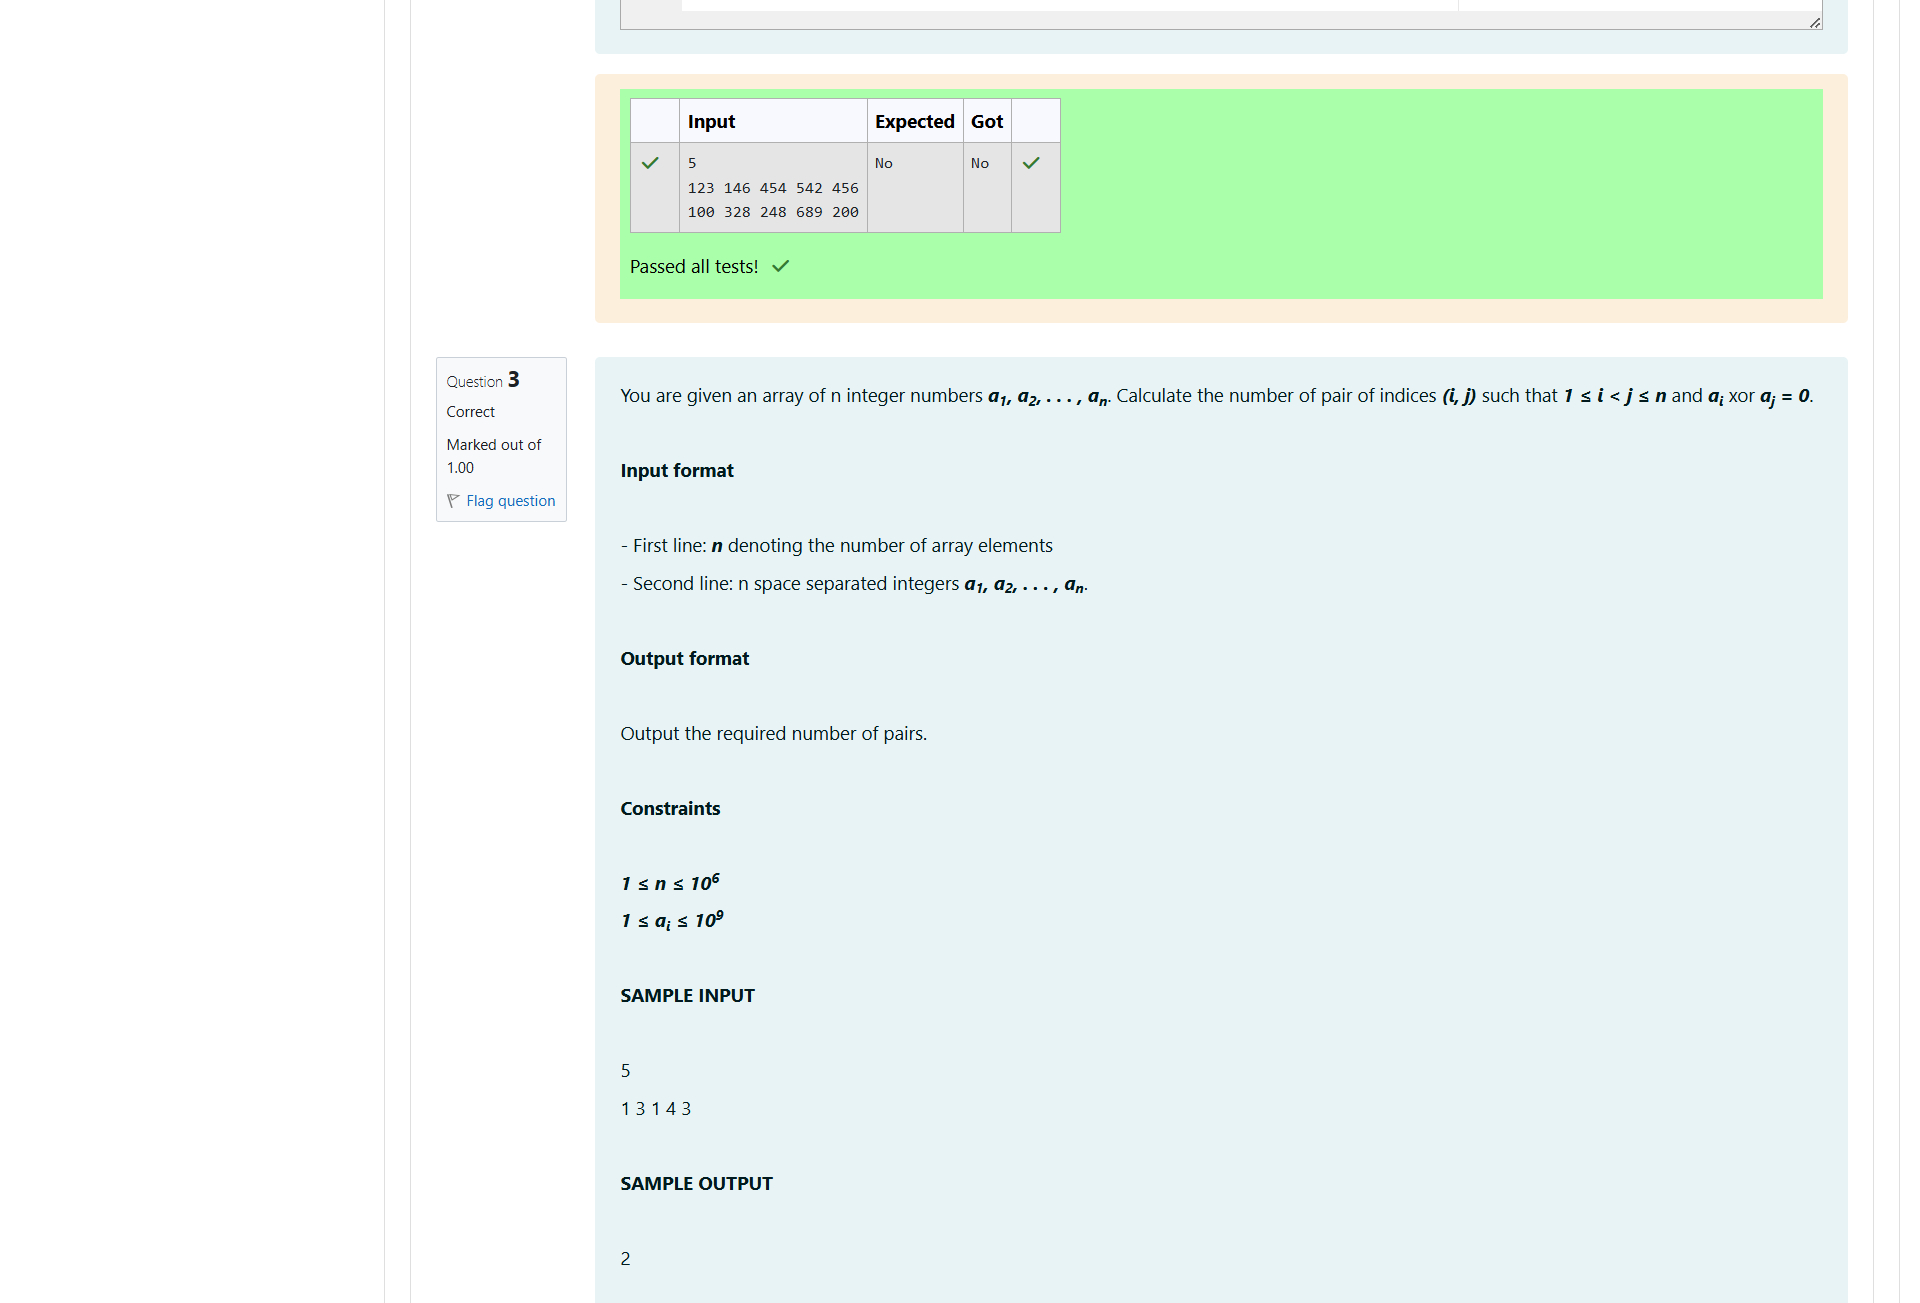 Input Expected Got
5 No No
123 146 454 542 456
100 328 248 689 200
Passed all tests!
Question 3
Correct
Marked out of
1.00
Flag question
You are given an array of n integer numbers a1, a2, . . . , an. Calculate the number of pair of indices (i, j) such that 1 ≤ i < j ≤ n and ai xor aj = 0.
Input format
- First line: n denoting the number of array elements
- Second line: n space separated integers a1, a2, . . . , an.
Output format
Output the required number of pairs.
Constraints
1 ≤ n ≤ 10⁶
1 ≤ ai ≤ 10⁹
SAMPLE INPUT
5
1 3 1 4 3
SAMPLE OUTPUT
2